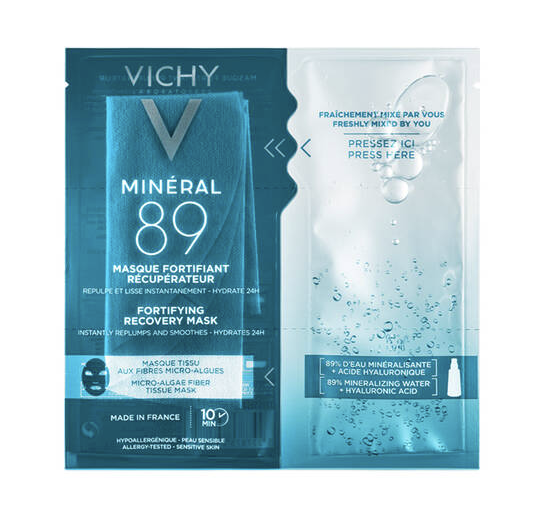 VICHY
LABORATOIRES
MINÉRAL
89
MASQUE FORTIFIANT
RÉCUPÉRATEUR
REPULPE ET LISSE INSTANTANEMENT - HYDRATE 24H
FORTIFYING
RECOVERY MASK
INSTANTLY REPLUMPS AND SMOOTHES - HYDRATES 24H
MASQUE TISSU
AUX FIBRES MICRO-ALGUES
MICRO-ALGAE FIBER
TISSUE MASK
MADE IN FRANCE
10
MIN
HYPOALLERGÉNIQUE - PEAU SENSIBLE
ALLERGY-TESTED - SENSITIVE SKIN
FRAÎCHEMENT MIXE PAR VOUS
FRESHLY MIXED BY YOU
PRESSEZ ICI
PRESS HERE
89% D'EAU MINÉRALISANTE
+ ACIDE HYALURONIQUE
89% MINERALIZING WATER
+ HYALURONIC ACID